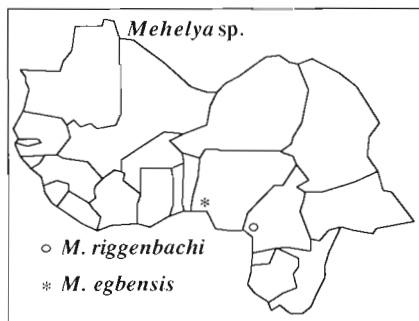 Mehelya sp.
○ M. riggenbachi
* M. egbensis